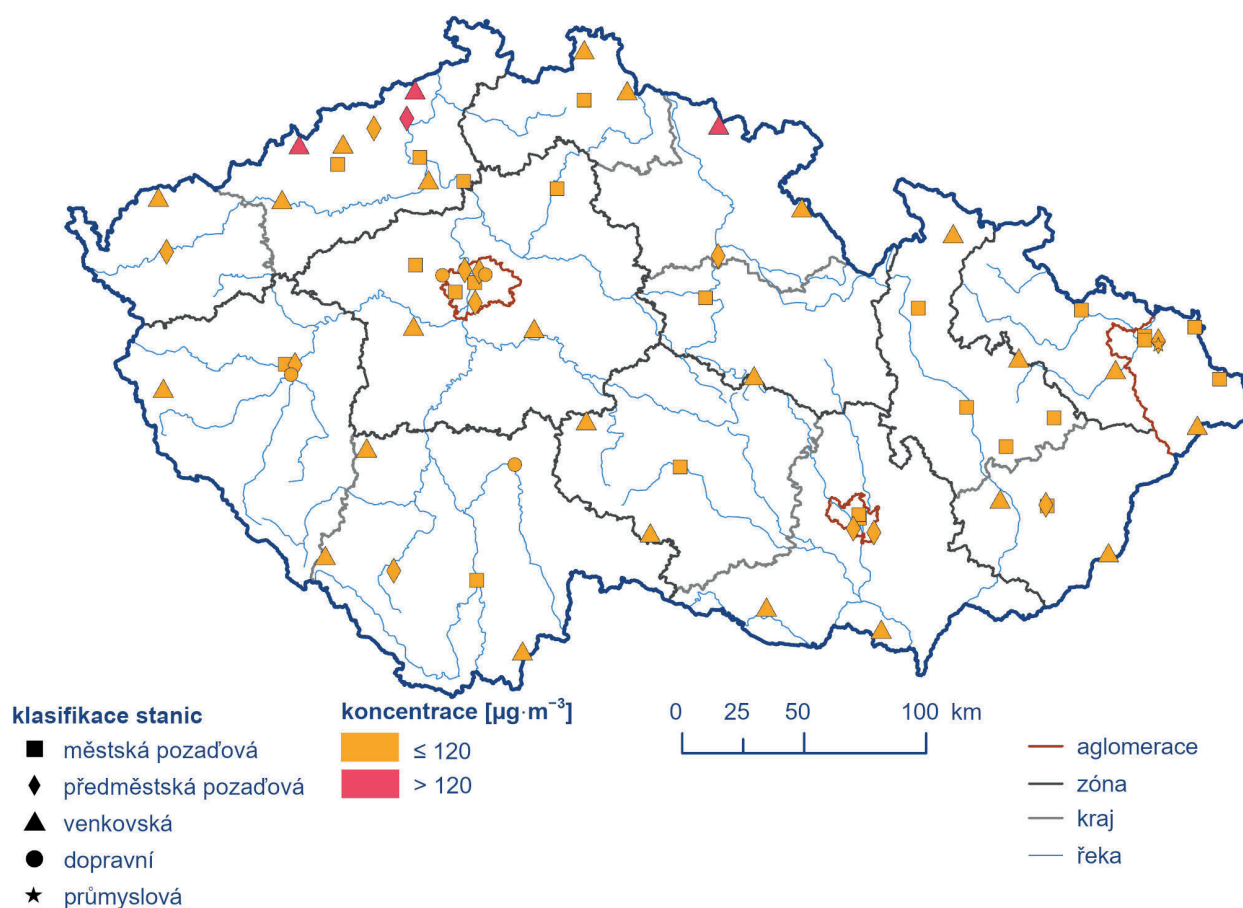 klasifikace stanic
městská pozaďová
předměstská pozaďová
venkovská
dopravní
průmyslová
koncentrace [µg·m⁻³]
≤ 120
> 120
0 25 50 100 km
aglomerace
zóna
kraj
řeka